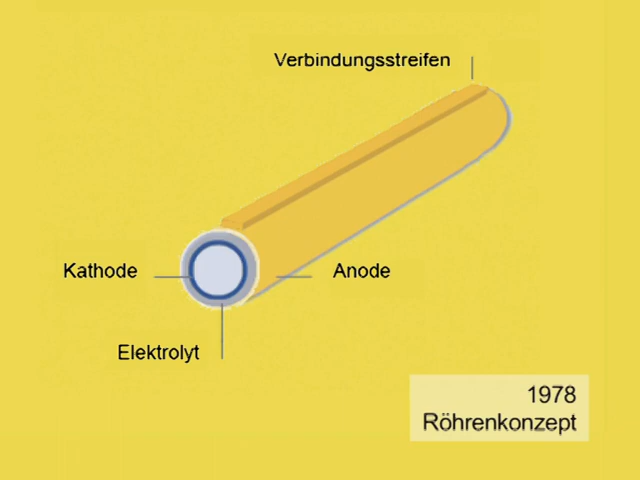 Verbindungsstreifen
Kathode
Anode
Elektrolyt
1978
Röhrenkonzept